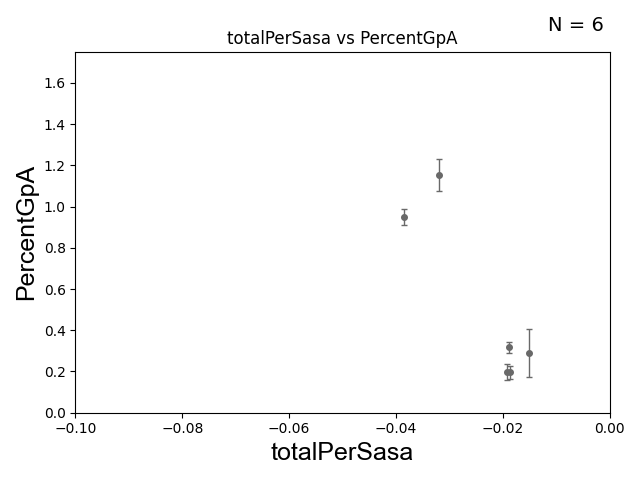 N = 6
totalPerSasa vs PercentGpA
PercentGpA
1.6
1.4
1.2
1.0
0.8
0.6
0.4
0.2
0.0
−0.10 −0.08 −0.06 −0.04 −0.02 0.00
totalPerSasa